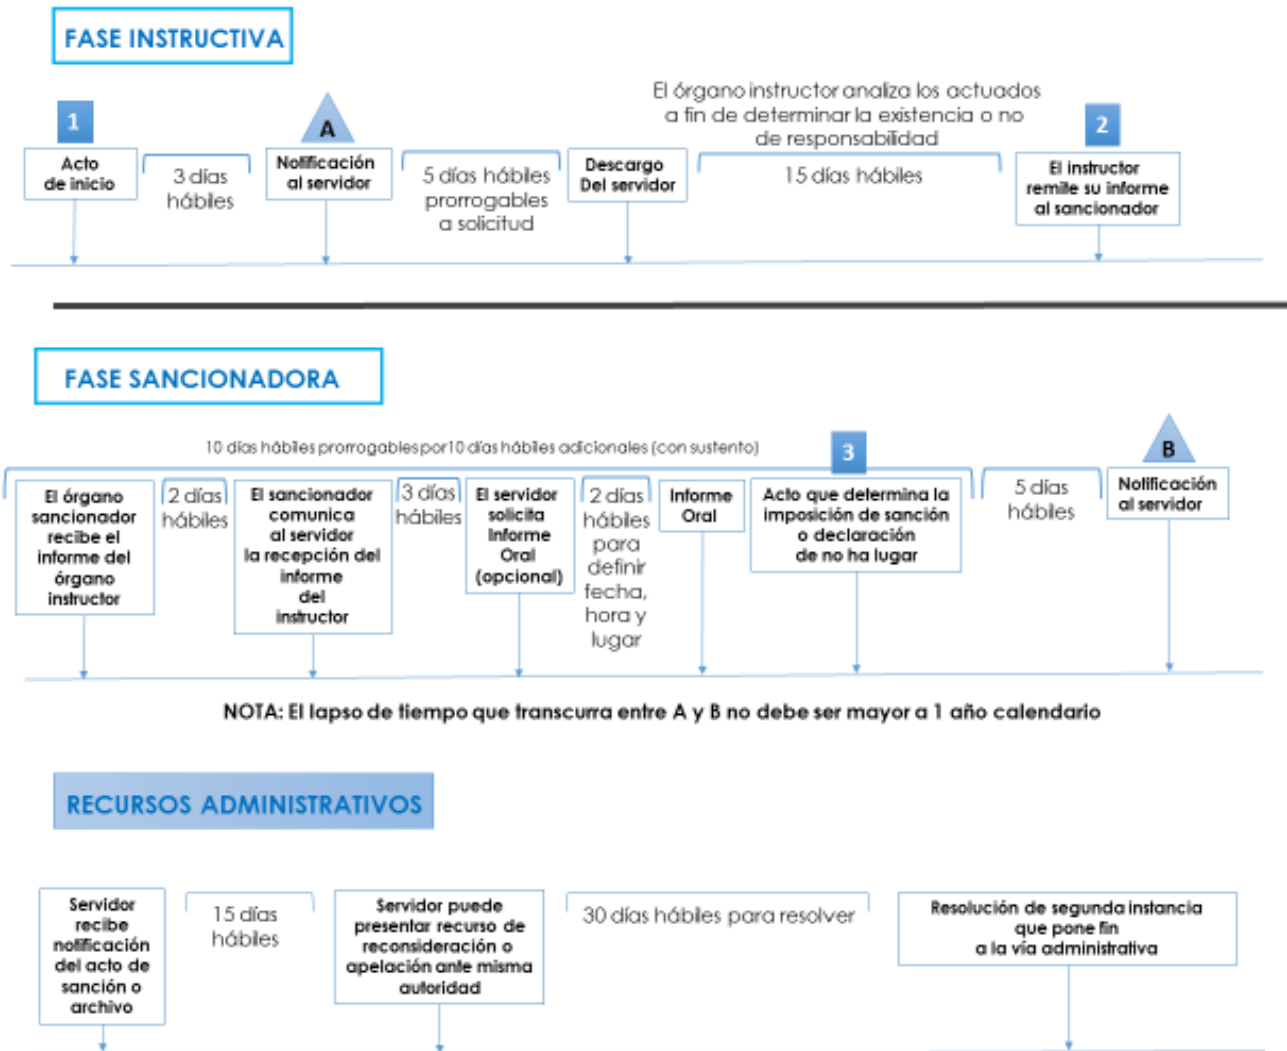 FASE INSTRUCTIVA
El órgano instructor analiza los actuados
a fin de determinar la existencia o no
de responsabilidad
1
A
2
Acto
de inicio
3 días
hábiles
Notificación
al servidor
5 días hábiles
prorrogables
a solicitud
Descargo
Del servidor
15 días hábiles
El instructor
remite su informe
al sancionador
FASE SANCIONADORA
10 días hábiles prorrogables por 10 días hábiles adicionales (con sustento)
3
B
El órgano
sancionador
recibe el
informe del
órgano
instructor
2 días
hábiles
El sancionador
comunica
al servidor
la recepción del
informe
del
instructor
3 días
hábiles
El servidor
solicita
Informe
Oral
(opcional)
2 días
hábiles
para
definir
fecha,
hora y
lugar
Informe
Oral
Acto que determina la
imposición de sanción
o declaración
de no ha lugar
5 días
hábiles
Notificación
al servidor
NOTA: El lapso de tiempo que transcurra entre A y B no debe ser mayor a 1 año calendario
RECURSOS ADMINISTRATIVOS
Servidor
recibe
notificación
del acto de
sanción o
archivo
15 días
hábiles
Servidor puede
presentar recurso de
reconsideración o
apelación ante misma
autoridad
30 días hábiles para resolver
Resolución de segunda instancia
que pone fin
a la vía administrativa